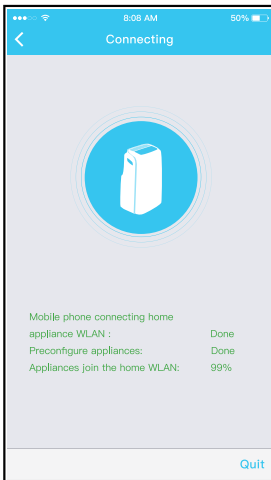 8:08 AM 50%
Connecting
Mobile phone connecting home
appliance WLAN : Done
Preconfigure appliances: Done
Appliances join the home WLAN: 99%
Quit